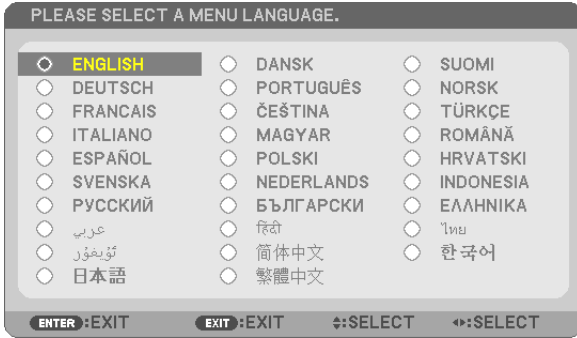 PLEASE SELECT A MENU LANGUAGE.
ENGLISH DANSK SUOMI
DEUTSCH PORTUGUÊS NORSK
FRANCAIS ČEŠTINA TÜRKÇE
ITALIANO MAGYAR ROMÂNĂ
ESPAÑOL POLSKI HRVATSKI
SVENSKA NEDERLANDS INDONESIA
РУССКИЙ БЪЛГАРСКИ ΕΛΛΗΝΙΚΑ
عربي हिंदी ไทย
ئۇيغۇر 简体中文 한국어
日本語 繁體中文
ENTER :EXIT EXIT :EXIT :SELECT :SELECT